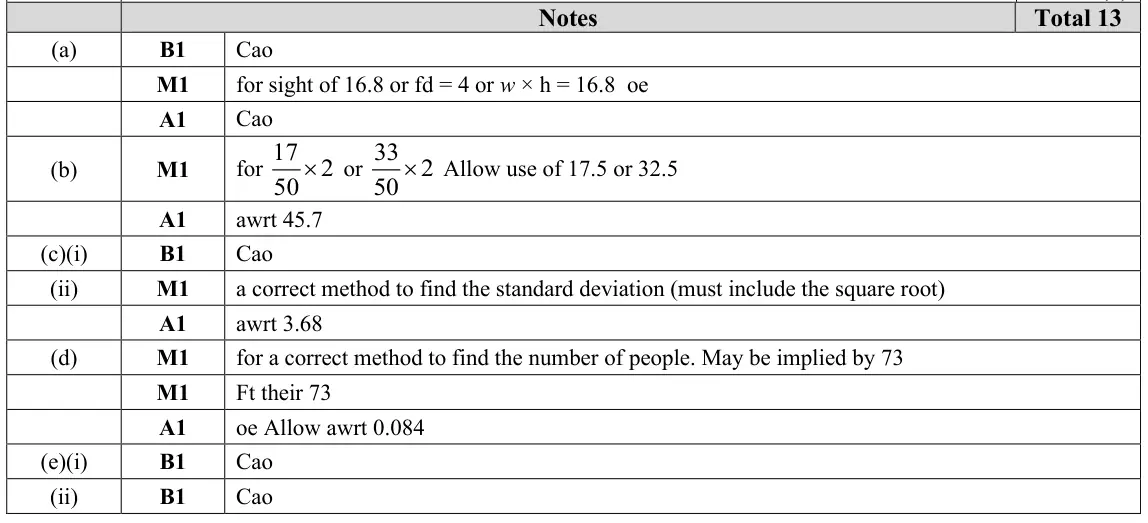 Notes Total 13
(a) B1 Cao
M1 for sight of 16.8 or fd = 4 or w × h = 16.8 oe
A1 Cao
(b) M1 for 17/50 × 2 or 33/50 × 2 Allow use of 17.5 or 32.5
A1 awrt 45.7
(c)(i) B1 Cao
(ii) M1 a correct method to find the standard deviation (must include the square root)
A1 awrt 3.68
(d) M1 for a correct method to find the number of people. May be implied by 73
M1 Ft their 73
A1 oe Allow awrt 0.084
(e)(i) B1 Cao
(ii) B1 Cao